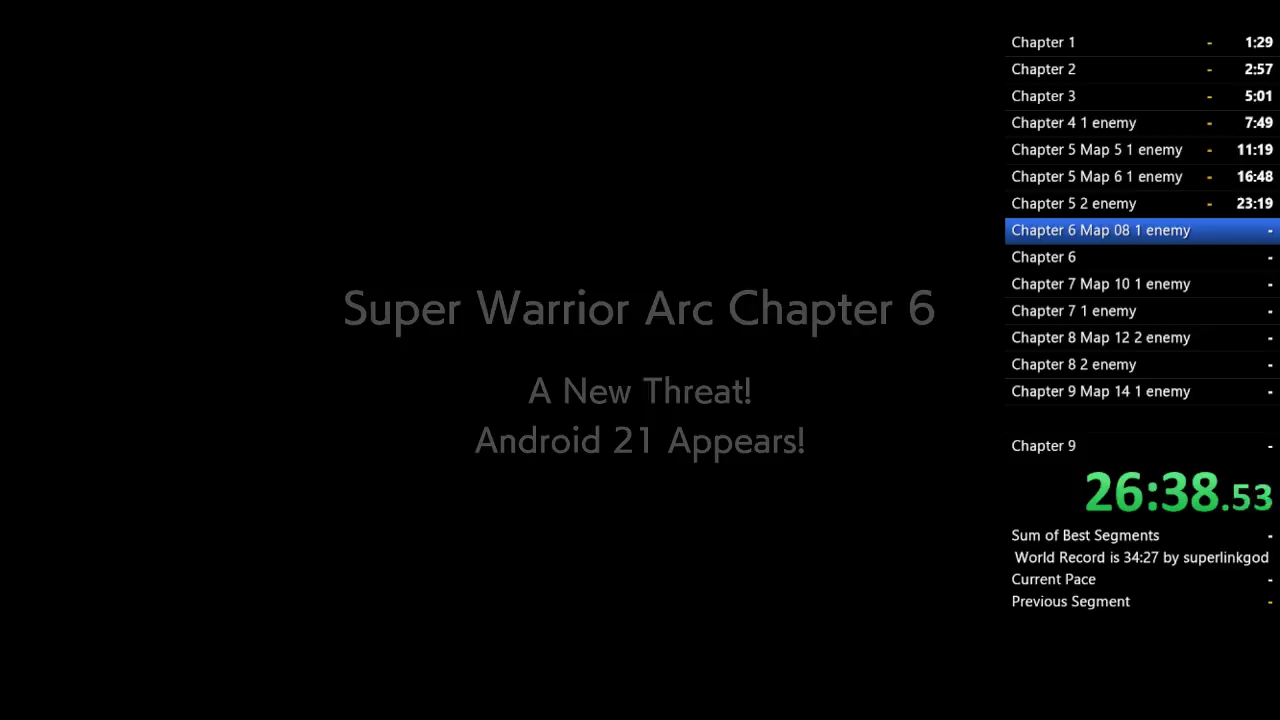 Super Warrior Arc Chapter 6
A New Threat!
Android 21 Appears!
Chapter 1 - 1:29
Chapter 2 - 2:57
Chapter 3 - 5:01
Chapter 4 1 enemy - 7:49
Chapter 5 Map 5 1 enemy - 11:19
Chapter 5 Map 6 1 enemy - 16:48
Chapter 5 2 enemy - 23:19
Chapter 6 Map 08 1 enemy -
Chapter 6 -
Chapter 7 Map 10 1 enemy -
Chapter 7 1 enemy -
Chapter 8 Map 12 2 enemy -
Chapter 8 2 enemy -
Chapter 9 Map 14 1 enemy -
Chapter 9 -
26:38.53
Sum of Best Segments -
World Record is 34:27 by superlinkgod
Current Pace -
Previous Segment -